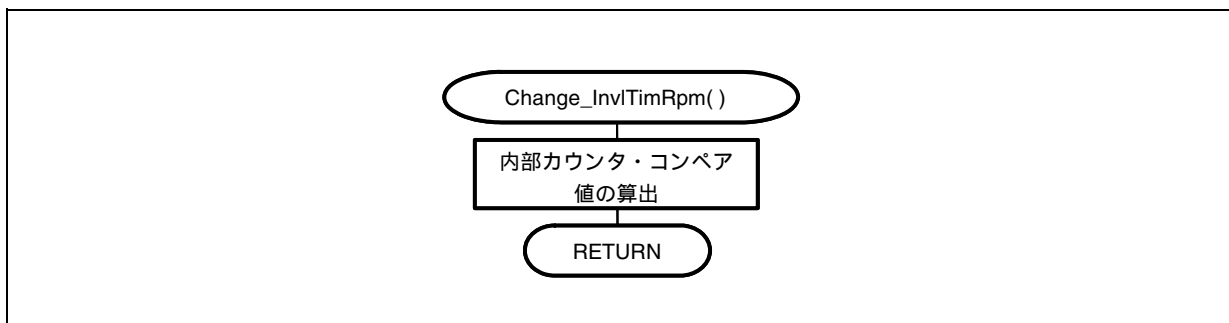 Change_InvlTimRpm( )
内部カウンタ・コンペア
値の算出
RETURN